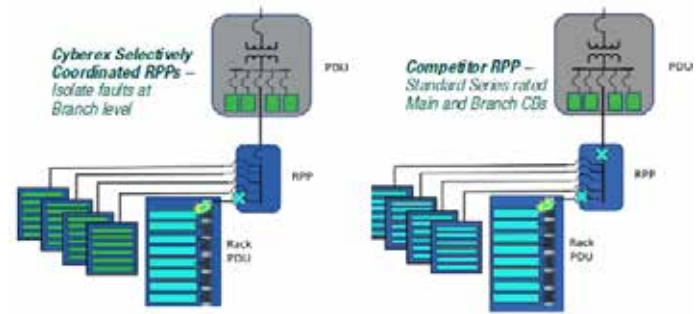 Cyberex Selectively
Coordinated RPPs –
Isolate faults at
Branch level
PDU
RPP
Rack
PDU
Competitor RPP –
Standard Series rated
Main and Branch CBs
PDU
RPP
Rack
PDU